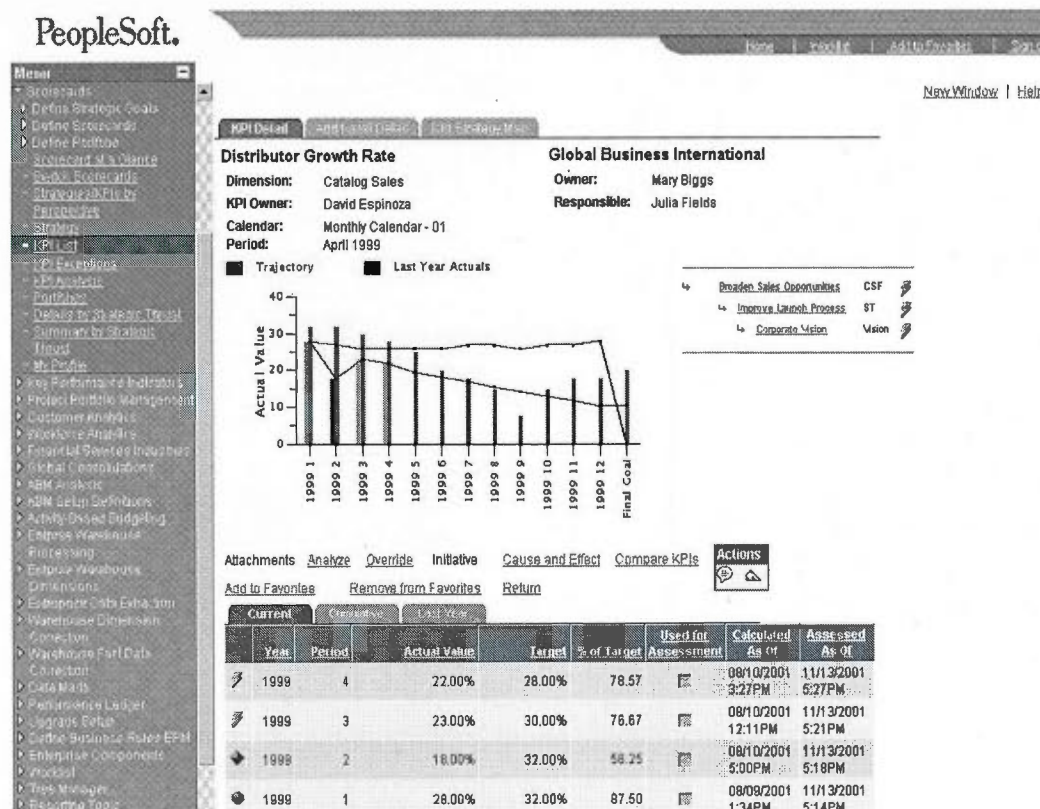 PeopleSoft.
Home | Worklist | Add to Favorites | Sign
New Window | Help
Menu
Scorecards
Define Strategic Goals
Define Scorecards
Define Portfolio
Scorecard at a Glance
Scorecards
Strategies/KPIs by
Perspective
KPI List
KPI Exceptions
KPI Analysis
Portfolios
Details by Strategic Thrust
Summary by Strategic
Thrust
My Profile
Key Performance Indicators
Project Portfolio Management
Customer Analytics
Workforce Analytics
Financial Services Industries
Global Consolidations
ABM Analysis
ABM Setup Definitions
Activity Based Budgeting
Warehouse
Processing
Warehouse
Dimensions
Enterprise Data Extraction
Warehouse Dimension
Correction
Warehouse Fact Data
Correction
Data Marts
Performance Ledger
Upgrade Setup
Define Business Rules EPM
Enterprise Components
Worklist
Tree Manager
Reporting Tools
KPI Detail
Distributor Growth Rate
Global Business International
Dimension: Catalog Sales
Owner: Mary Biggs
KPI Owner: David Espinoza
Responsible: Julia Fields
Calendar: Monthly Calendar - 01
Period: April 1999
Trajectory Last Year Actuals
Actual Value
40
30
20
10
0
1999 1
1999 2
1999 3
1999 4
1999 5
1999 6
1999 7
1999 8
1999 9
1999 10
1999 11
1999 12
Final Goal
Broaden Sales Opportunities CSF
Improve Launch Process ST
Corporate Vision Vision
Attachments Analyze Override Initiative Cause and Effect Compare KPIs
Actions
Add to Favorites Remove from Favorites Return
Current Last Year
Year Period Actual Value Target % of Target Used for Assessment Calculated As Of Assessed As Of
1999 4 22.00% 28.00% 78.57 08/10/2001 3:27PM 11/13/2001 5:27PM
1999 3 23.00% 30.00% 76.67 08/10/2001 12:11PM 11/13/2001 5:21PM
1999 2 18.00% 32.00% 56.25 08/10/2001 5:00PM 11/13/2001 5:18PM
1999 1 28.00% 32.00% 87.50 08/09/2001 1:34PM 11/13/2001 5:14PM